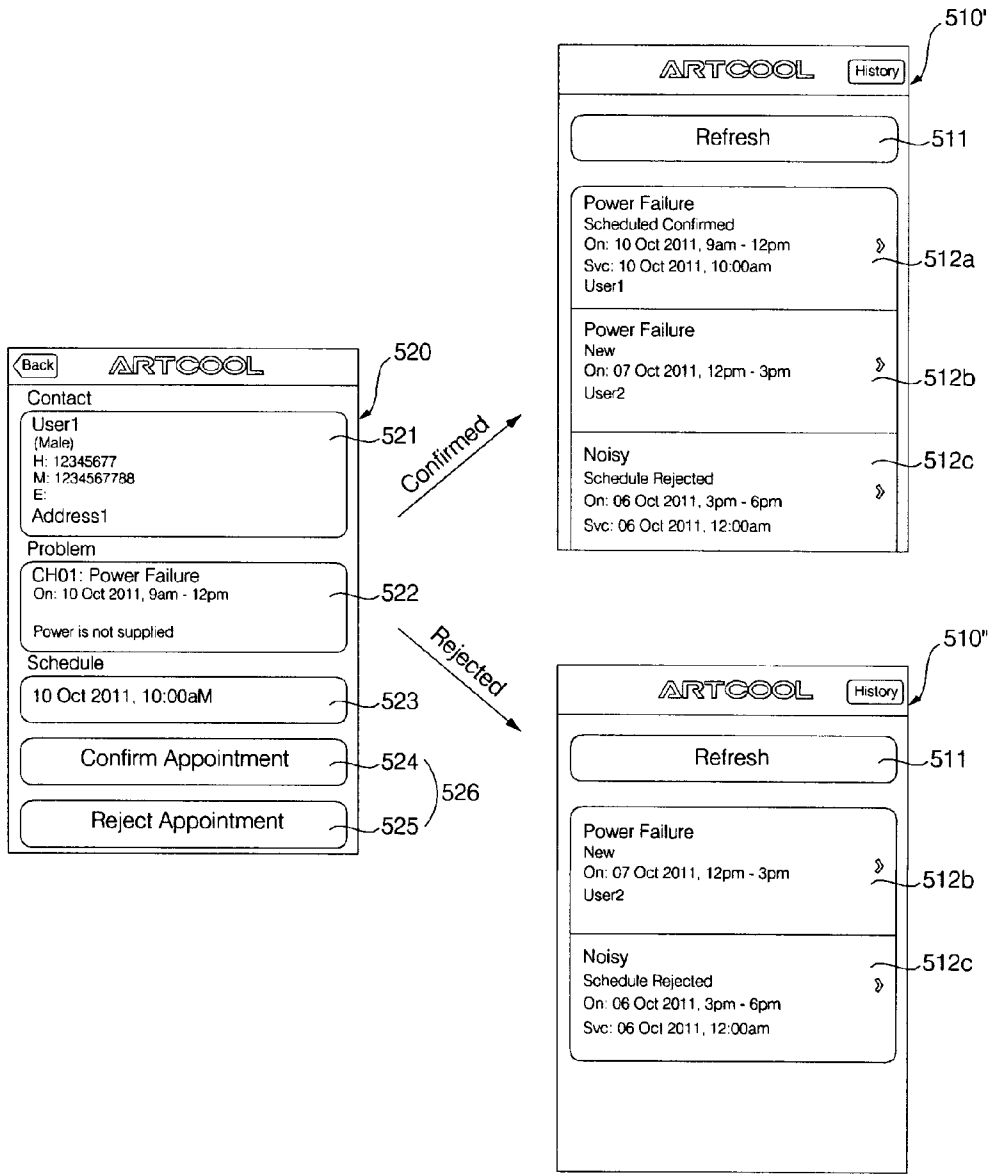 Back
ARTCOOL
520
Contact
User1
(Male)
H: 12345677
M: 1234567788
E:
Address1
521
Problem
CH01: Power Failure
On: 10 Oct 2011, 9am - 12pm
Power is not supplied
522
Schedule
10 Oct 2011, 10:00aM
523
Confirm Appointment
524
Reject Appointment
525
526
Confirmed
Rejected
510'
ARTCOOL
History
Refresh
511
Power Failure
Scheduled Confirmed
On: 10 Oct 2011, 9am - 12pm
Svc: 10 Oct 2011, 10:00am
User1
512a
Power Failure
New
On: 07 Oct 2011, 12pm - 3pm
User2
512b
Noisy
Schedule Rejected
On: 06 Oct 2011, 3pm - 6pm
Svc: 06 Oct 2011, 12:00am
512c
510"
ARTCOOL
History
Refresh
511
Power Failure
New
On: 07 Oct 2011, 12pm - 3pm
User2
512b
Noisy
Schedule Rejected
On: 06 Oct 2011, 3pm - 6pm
Svc: 06 Oct 2011, 12:00am
512c